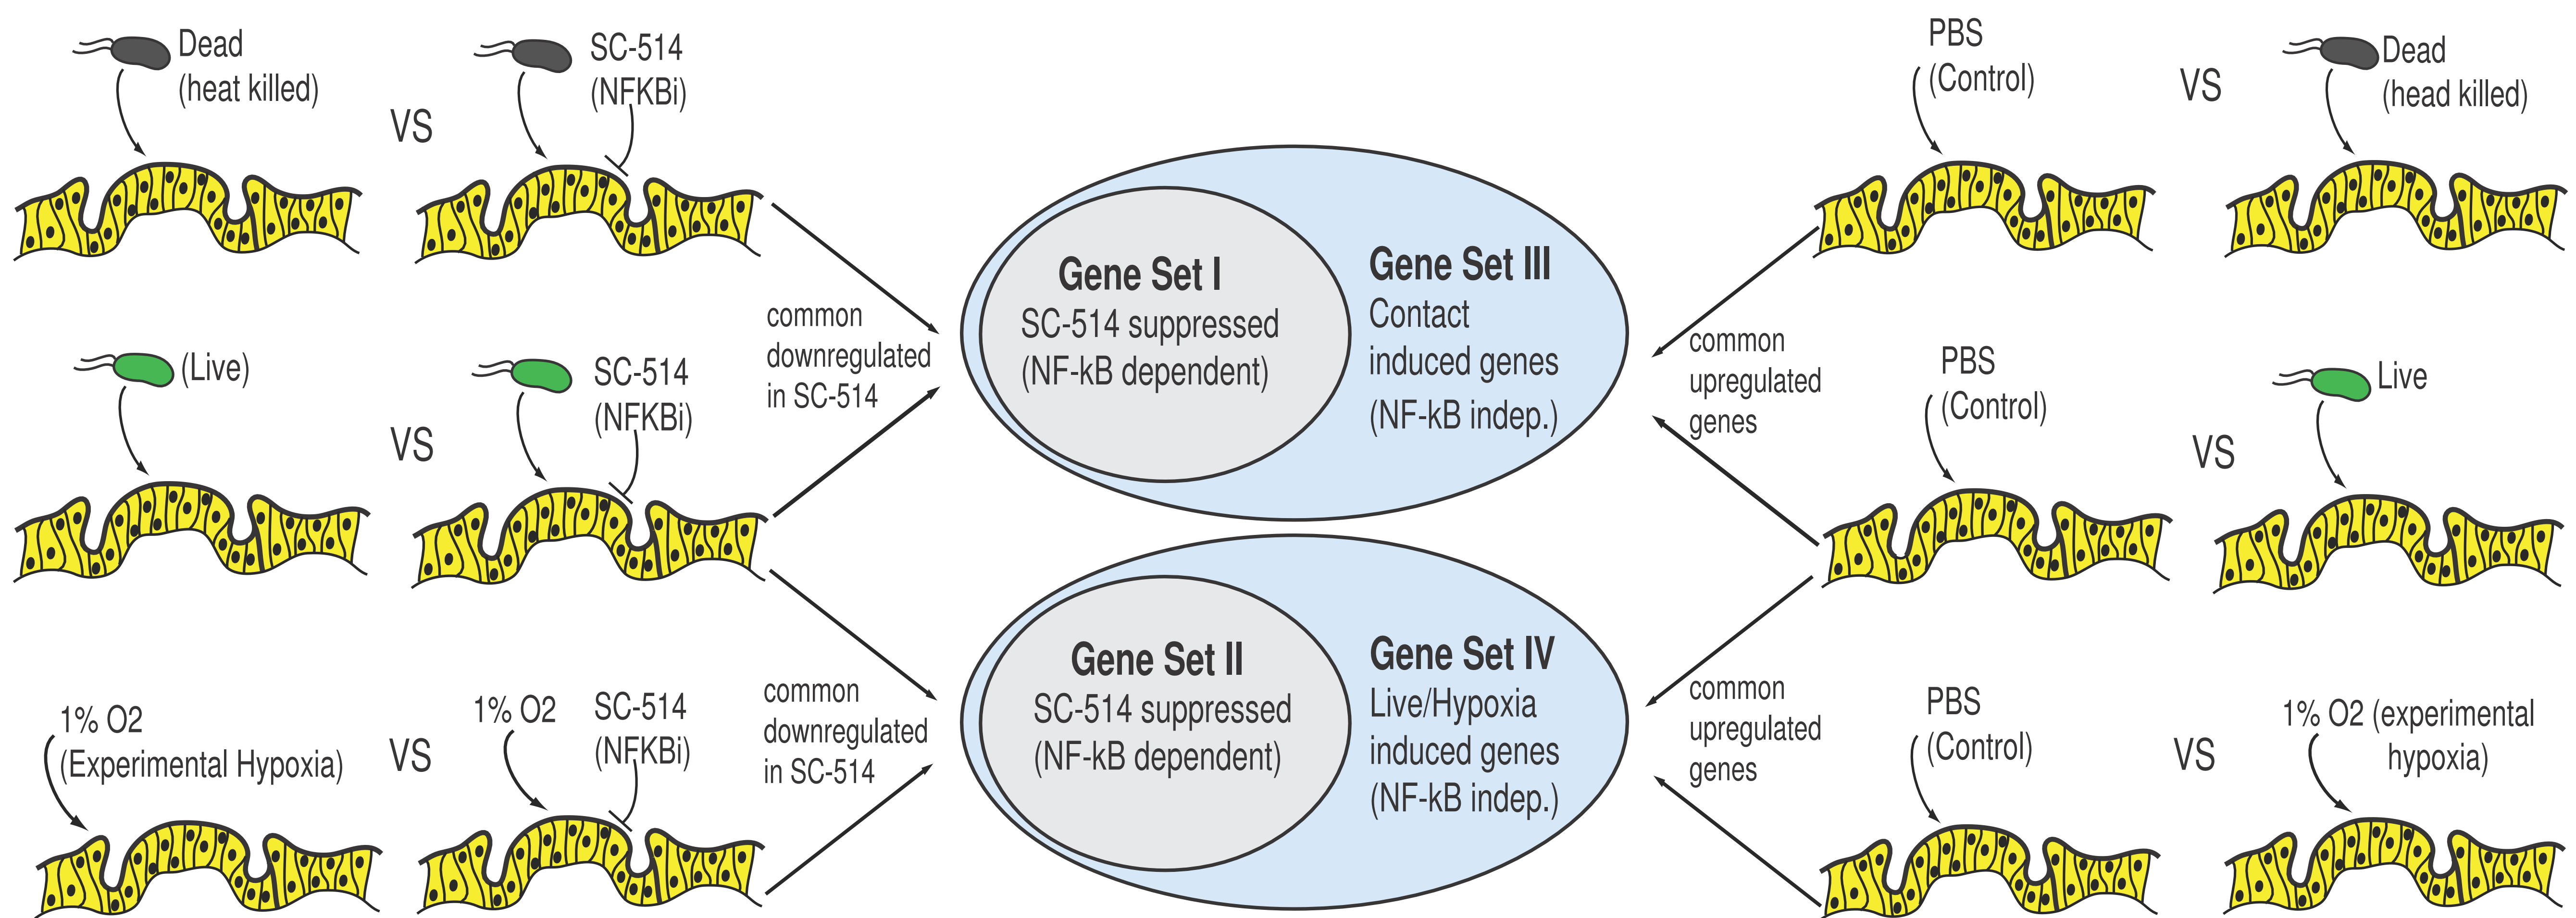 Dead
(heat killed)
VS
SC-514
(NFKBi)
PBS
(Control)
VS
Dead
(head killed)
Gene Set I
SC-514 suppressed
(NF-kB dependent)
Gene Set III
Contact
induced genes
(NF-kB indep.)
(Live)
VS
SC-514
(NFKBi)
common
downregulated
in SC-514
common
upregulated
genes
PBS
(Control)
VS
Live
1% O2
(Experimental Hypoxia)
VS
1% O2
SC-514
(NFKBi)
common
downregulated
in SC-514
Gene Set II
SC-514 suppressed
(NF-kB dependent)
Gene Set IV
Live/Hypoxia
induced genes
(NF-kB indep.)
common
upregulated
genes
PBS
(Control)
VS
1% O2 (experimental
hypoxia)